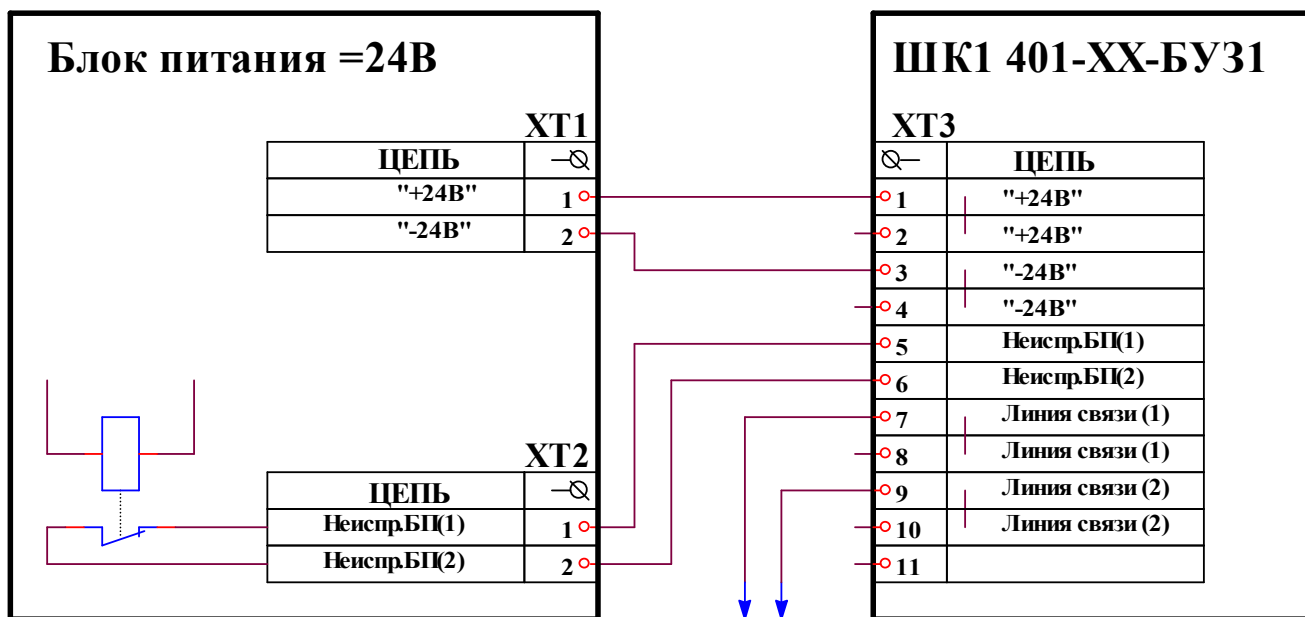 Блок питания =24В
XT1
ЦЕПЬ
"+24В" 1
"-24В" 2
XT2
ЦЕПЬ
Неиспр.БП(1) 1
Неиспр.БП(2) 2
ШК1 401-ХХ-БУЗ1
XT3
ЦЕПЬ
1 "+24В"
2 "+24В"
3 "-24В"
4 "-24В"
5 Неиспр.БП(1)
6 Неиспр.БП(2)
7 Линия связи (1)
8 Линия связи (1)
9 Линия связи (2)
10 Линия связи (2)
11